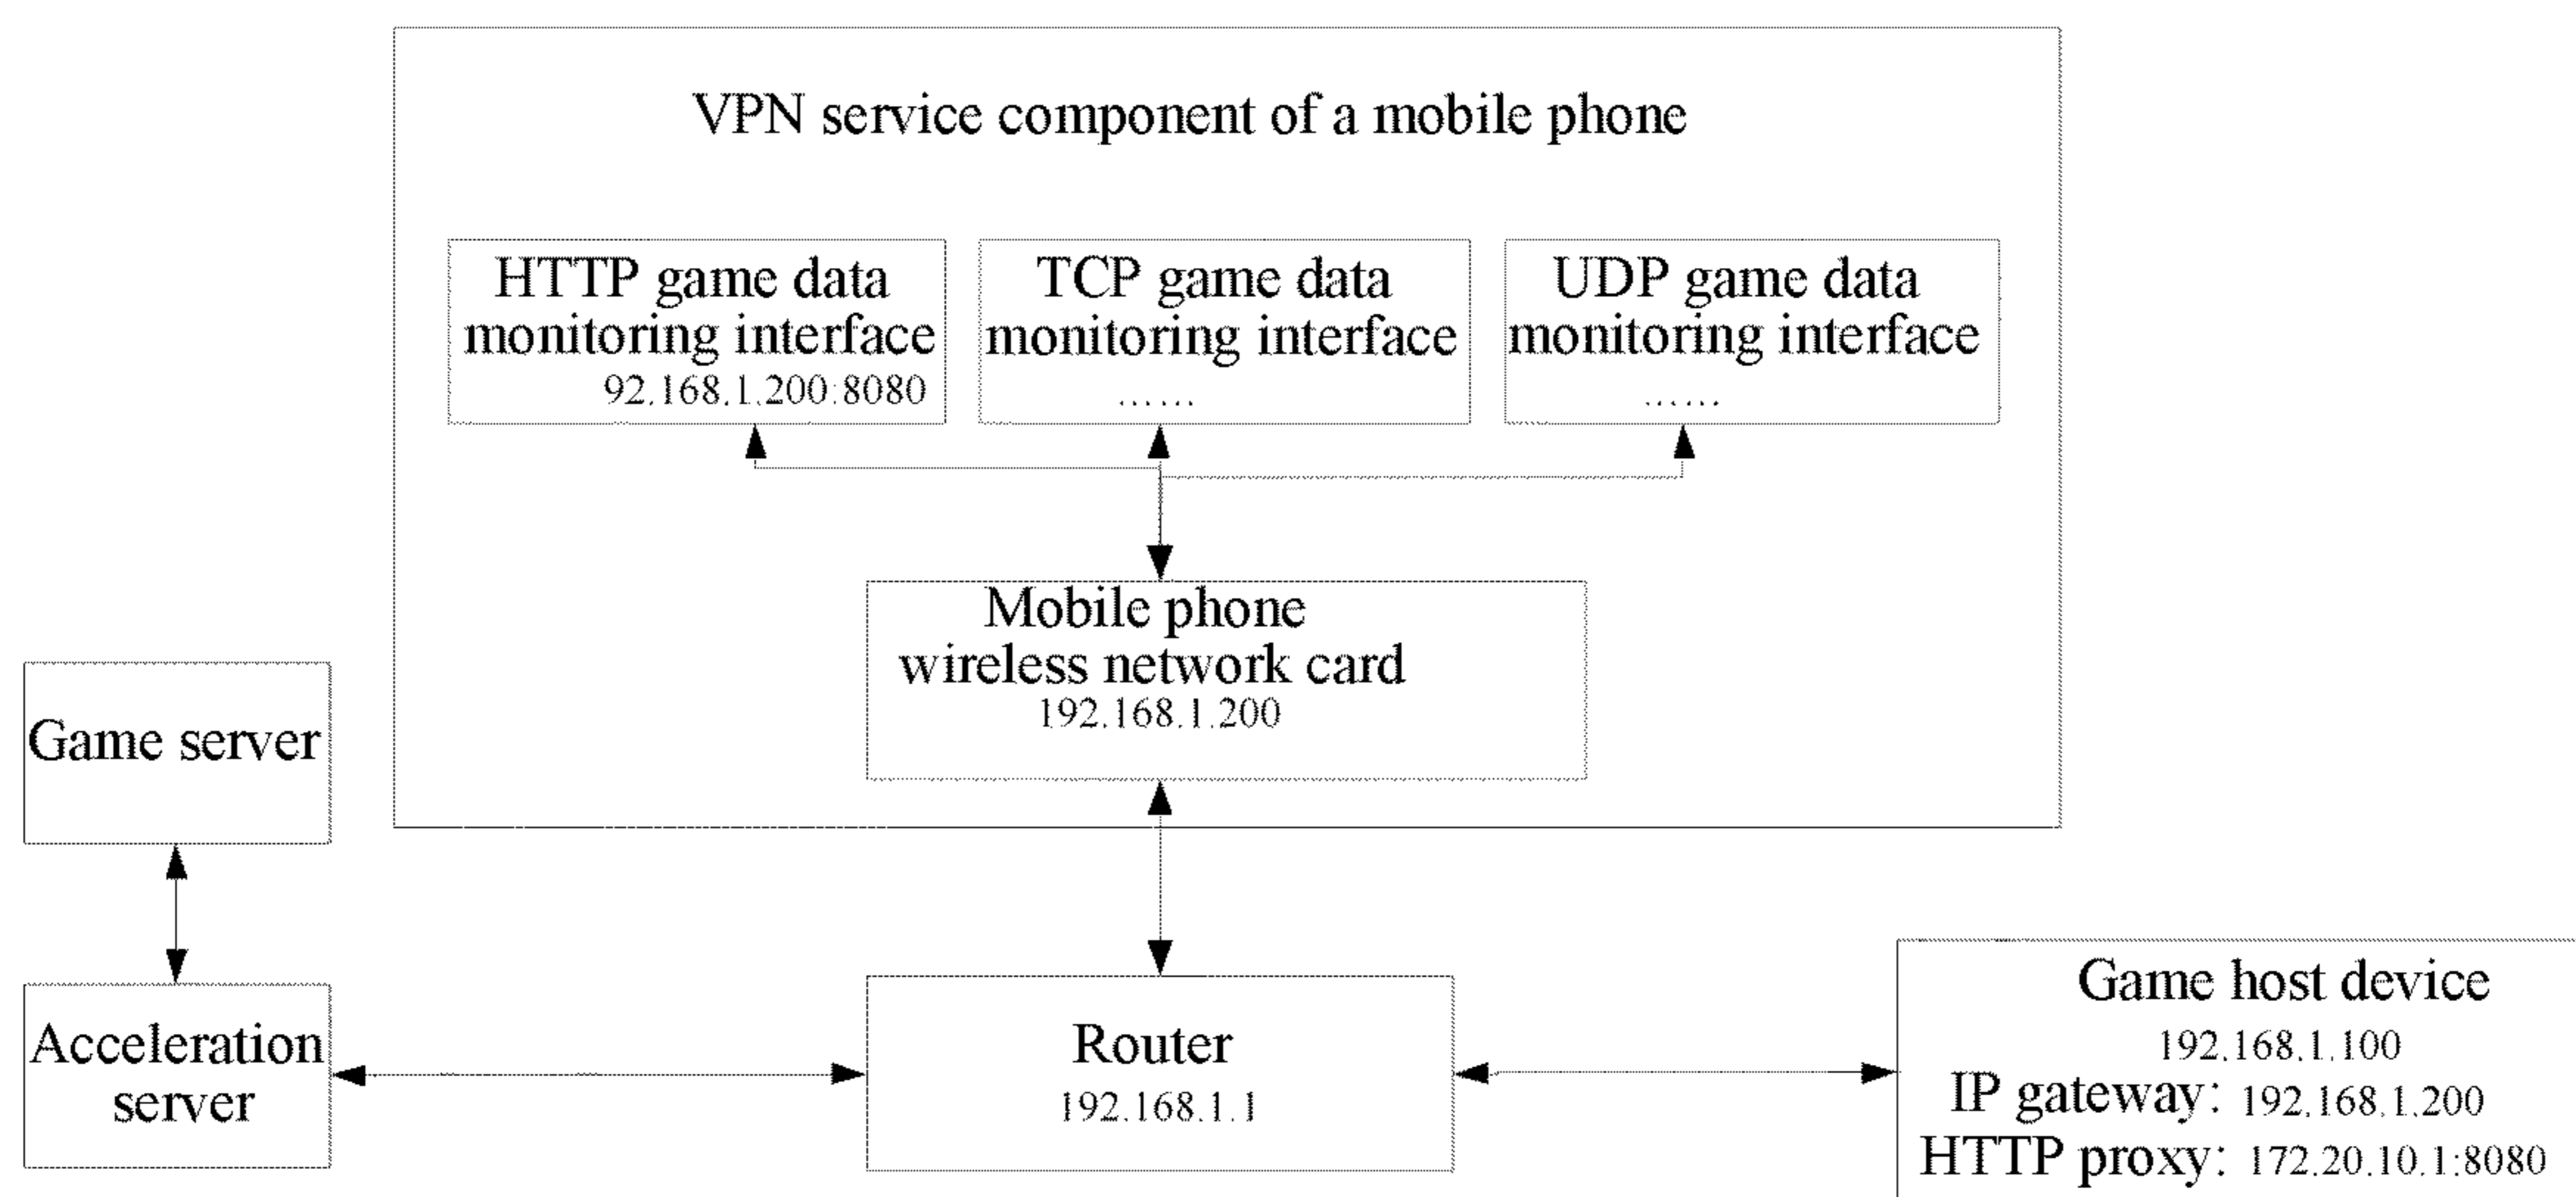 VPN service component of a mobile phone
HTTP game data
monitoring interface
92.168.1.200:8080
TCP game data
monitoring interface
......
UDP game data
monitoring interface
......
Mobile phone
wireless network card
192.168.1.200
Game server
Acceleration
server
Router
192.168.1.1
Game host device
192.168.1.100
IP gateway: 192.168.1.200
HTTP proxy: 172.20.10.1:8080